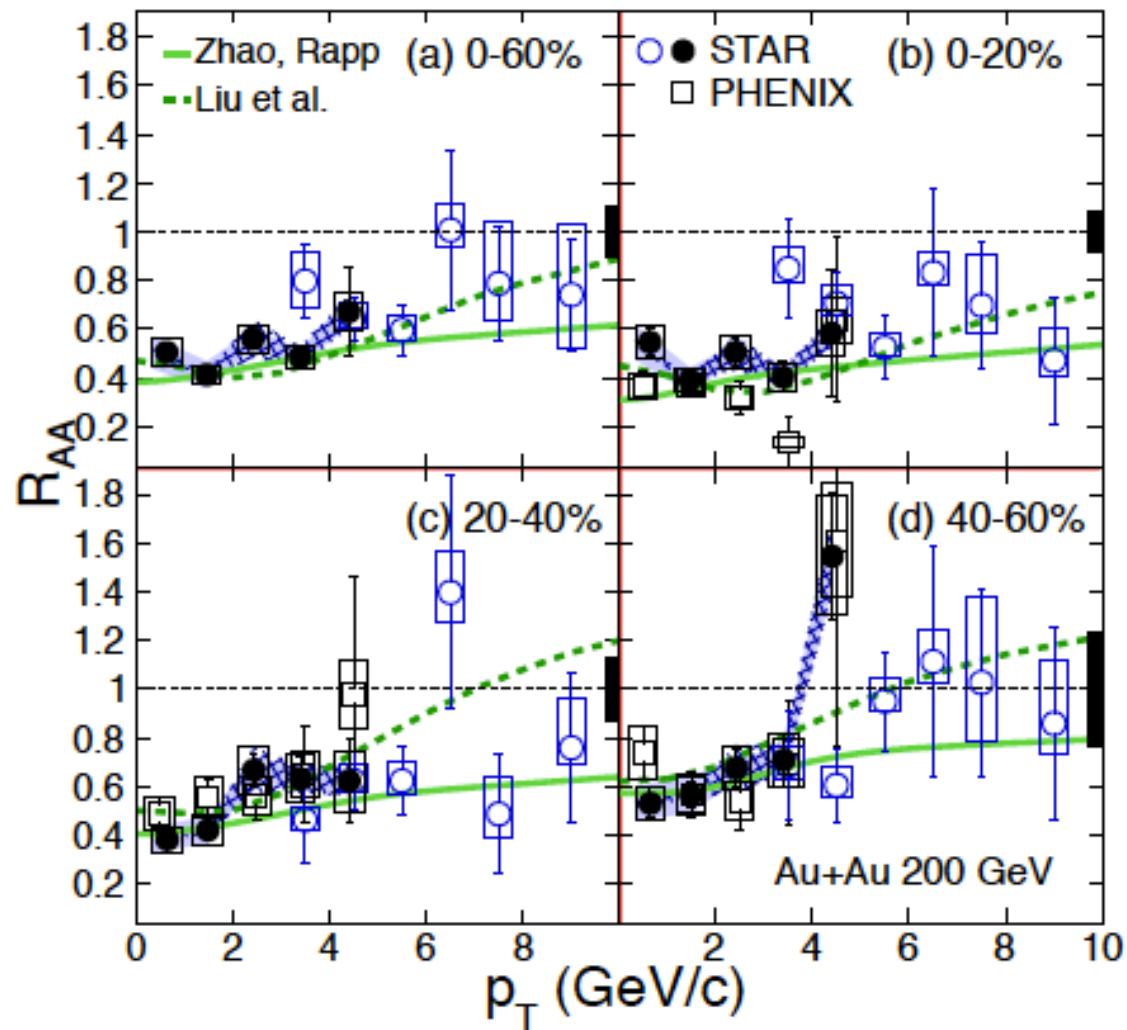 1.8
1.6
1.4
1.2
1
0.8
0.6
0.4
0.2
Zhao, Rapp
Liu et al.
(a) 0-60%
STAR
PHENIX
(b) 0-20%
R_AA
1.8
1.6
1.4
1.2
1
0.8
0.6
0.4
0.2
(c) 20-40%
(d) 40-60%
Au+Au 200 GeV
0 2 4 6 8 2 4 6 8 10
p_T (GeV/c)